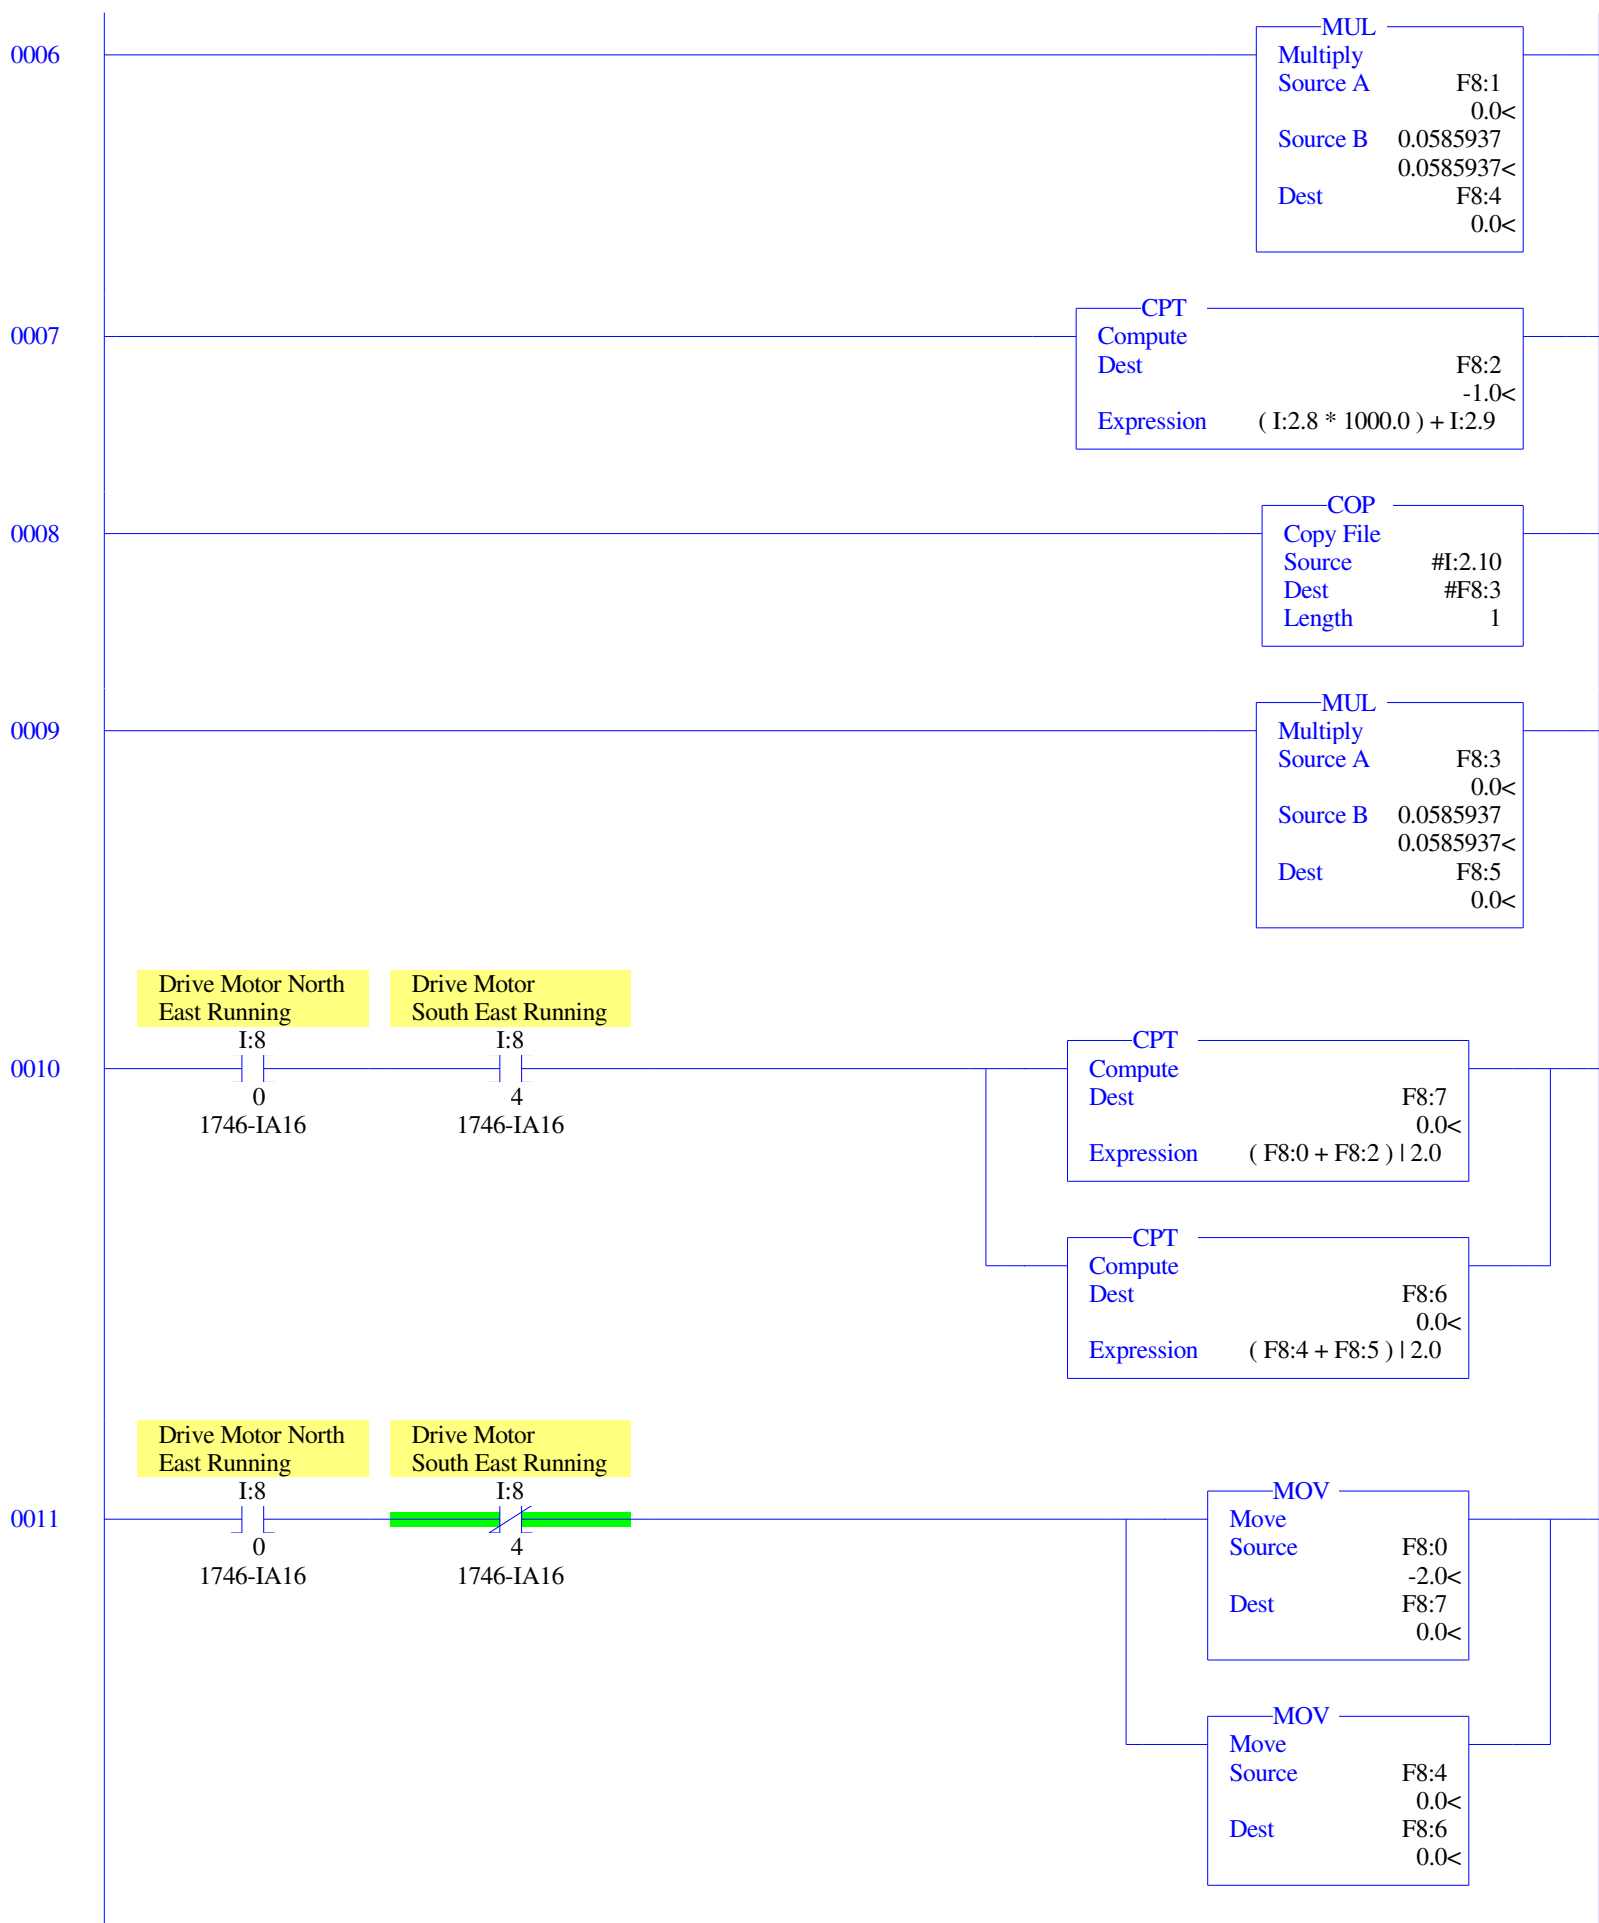 0006
MUL
Multiply
Source A F8:1
0.0<
Source B 0.0585937
0.0585937<
Dest F8:4
0.0<
0007
CPT
Compute
Dest F8:2
-1.0<
Expression ( I:2.8 * 1000.0 ) + I:2.9
0008
COP
Copy File
Source #I:2.10
Dest #F8:3
Length 1
0009
MUL
Multiply
Source A F8:3
0.0<
Source B 0.0585937
0.0585937<
Dest F8:5
0.0<
Drive Motor North
East Running
I:8
0
1746-IA16
Drive Motor
South East Running
I:8
4
1746-IA16
0010
CPT
Compute
Dest F8:7
0.0<
Expression ( F8:0 + F8:2 ) | 2.0
CPT
Compute
Dest F8:6
0.0<
Expression ( F8:4 + F8:5 ) | 2.0
Drive Motor North
East Running
I:8
0
1746-IA16
Drive Motor
South East Running
I:8
4
1746-IA16
0011
MOV
Move
Source F8:0
-2.0<
Dest F8:7
0.0<
MOV
Move
Source F8:4
0.0<
Dest F8:6
0.0<